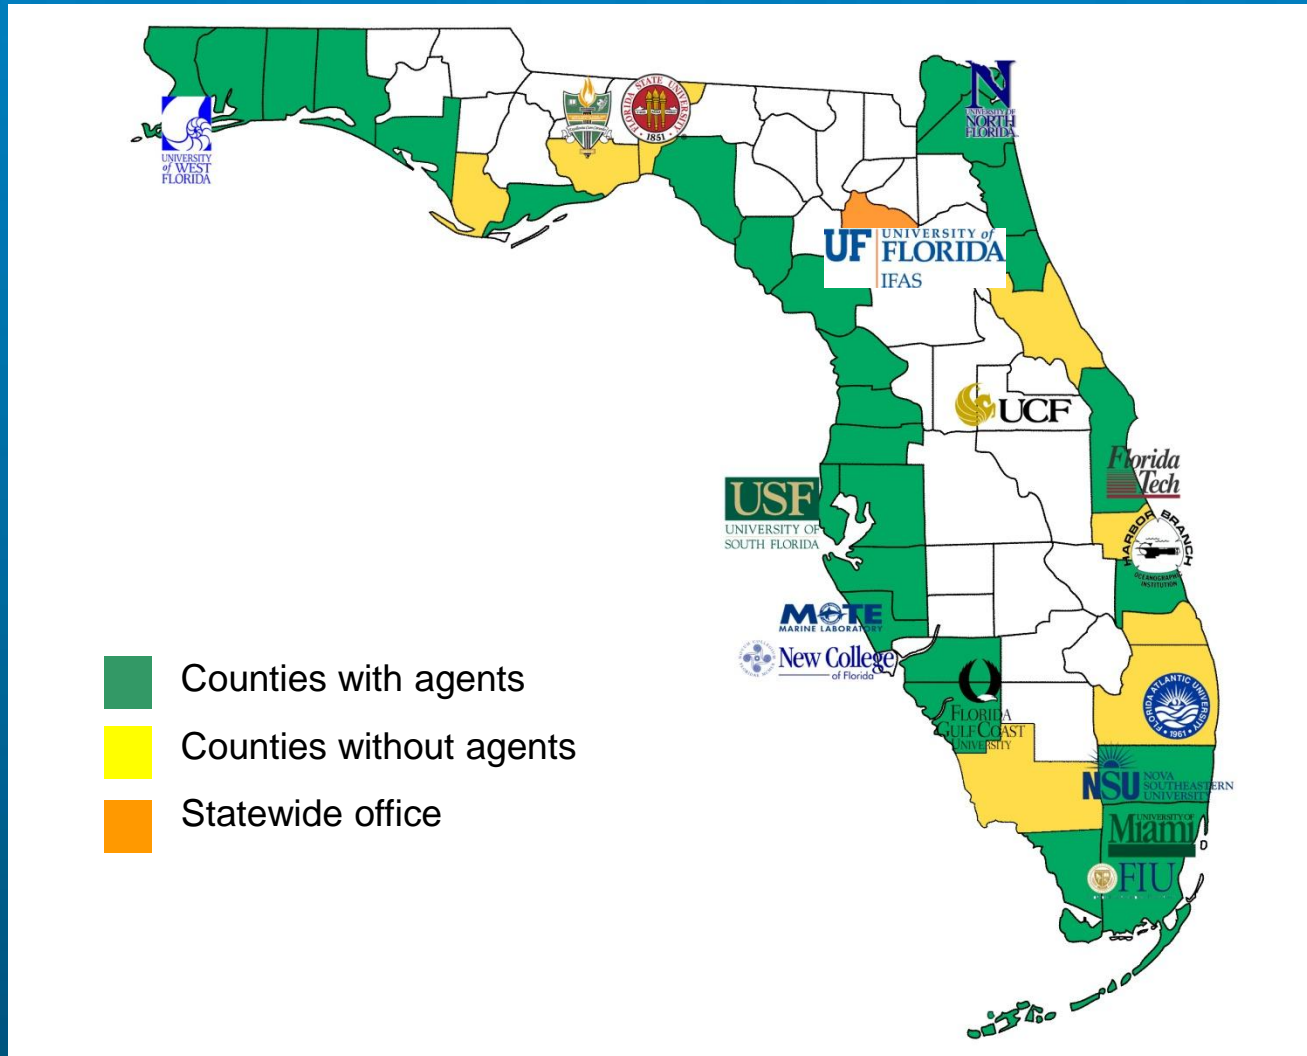 UNIVERSITY
of WEST
FLORIDA
FLORIDA STATE UNIVERSITY
1851
N
UNIVERSITY OF
NORTH
FLORIDA
UF UNIVERSITY of
FLORIDA
IFAS
UCF
Florida
Tech
USF
UNIVERSITY OF
SOUTH FLORIDA
HARBOR BRANCH
OCEANOGRAPHIC
INSTITUTION
MOTE
MARINE LABORATORY
New College
of Florida
FLORIDA
GULF COAST
UNIVERSITY
FLORIDA ATLANTIC UNIVERSITY
1961
NSU NOVA
SOUTHEASTERN
UNIVERSITY
UNIVERSITY OF
Miami
D
FIU
Counties with agents
Counties without agents
Statewide office